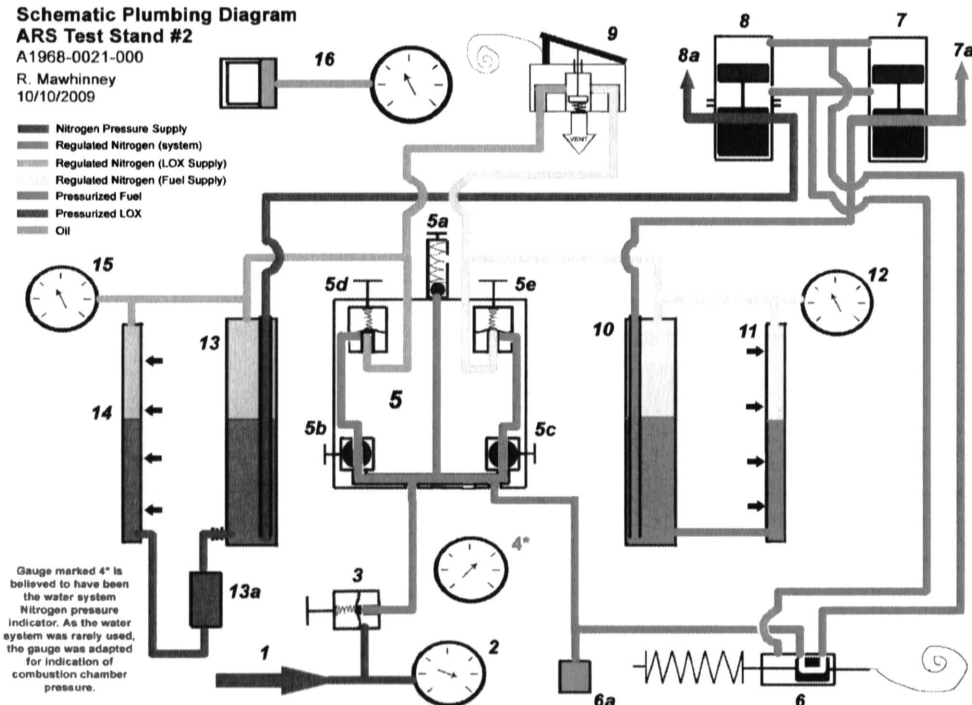 Schematic Plumbing Diagram
ARS Test Stand #2
A1968-0021-000
R. Mawhinney
10/10/2009
Nitrogen Pressure Supply
Regulated Nitrogen (system)
Regulated Nitrogen (LOX Supply)
Regulated Nitrogen (Fuel Supply)
Pressurized Fuel
Pressurized LOX
Oil
16
9
VENT
8
7
8a
7a
15
5a
5d
5e
12
13
10
11
14
5
5b
5c
4*
3
13a
1
2
6a
6
Gauge marked 4* is
believed to have been
the water system
Nitrogen pressure
indicator. As the water
system was rarely used,
the gauge was adapted
for indication of
combustion chamber
pressure.